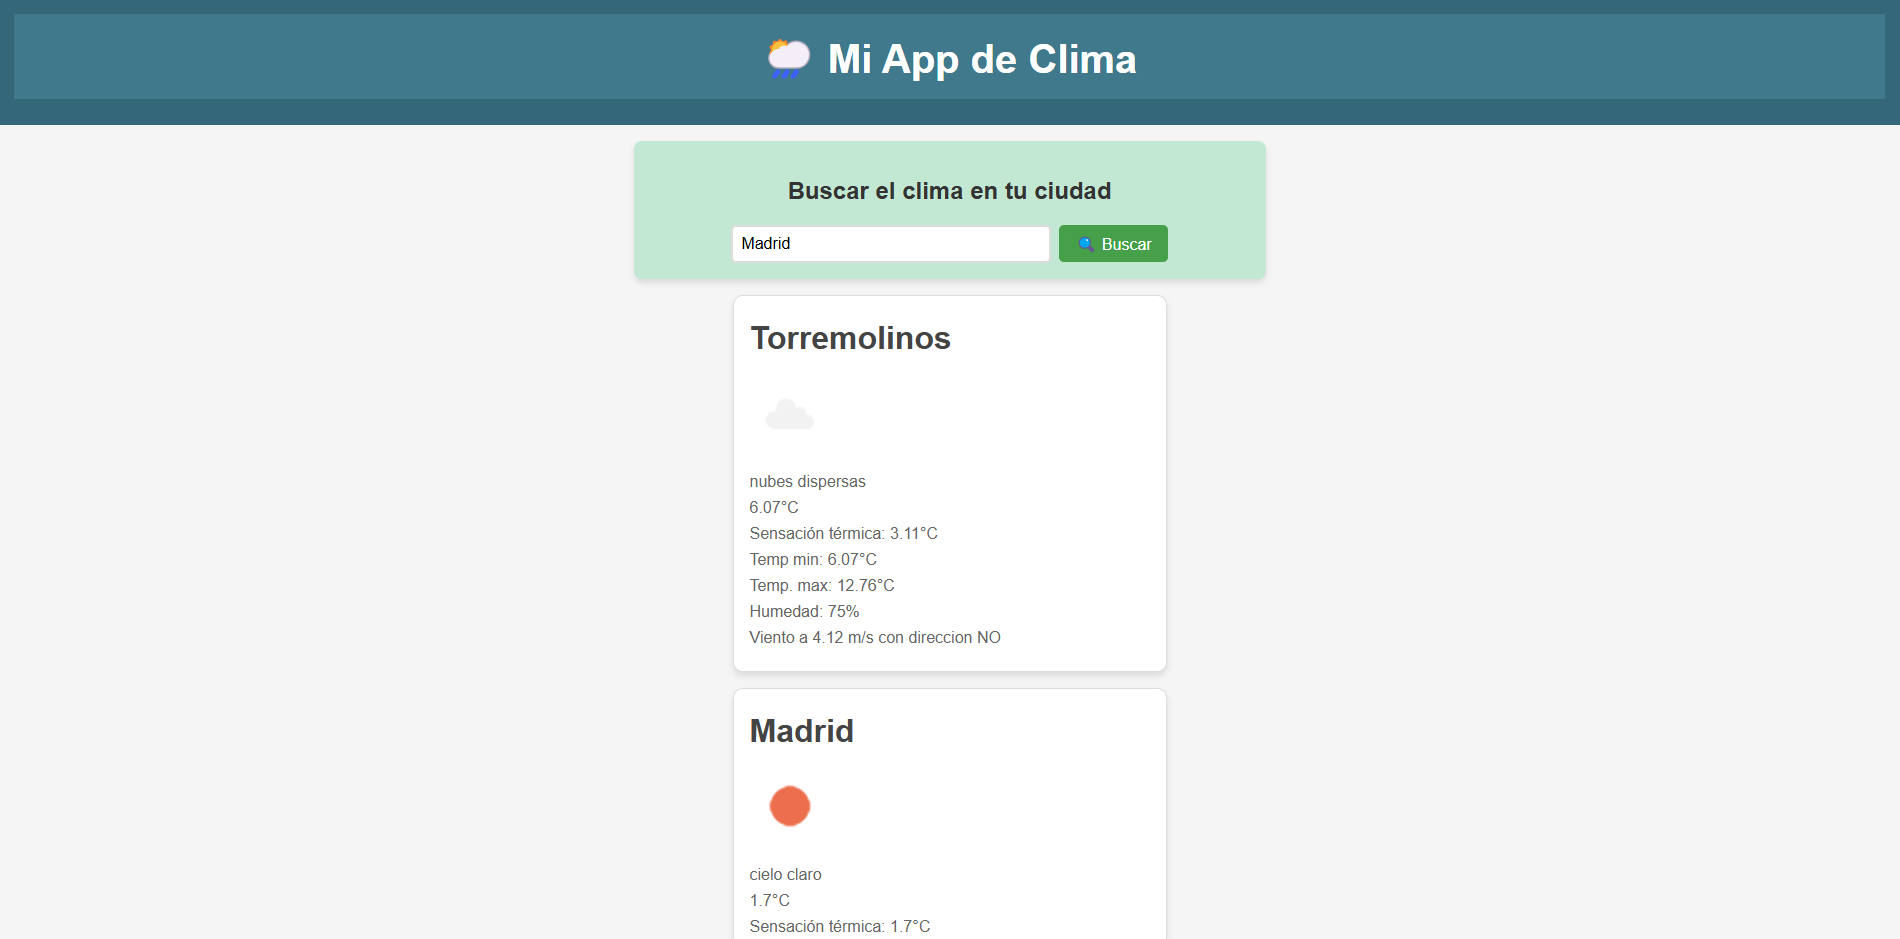 Mi App de Clima
Buscar el clima en tu ciudad
Madrid
Buscar
Torremolinos
nubes dispersas
6.07°C
Sensación térmica: 3.11°C
Temp min: 6.07°C
Temp. max: 12.76°C
Humedad: 75%
Viento a 4.12 m/s con direccion NO
Madrid
cielo claro
1.7°C
Sensación térmica: 1.7°C